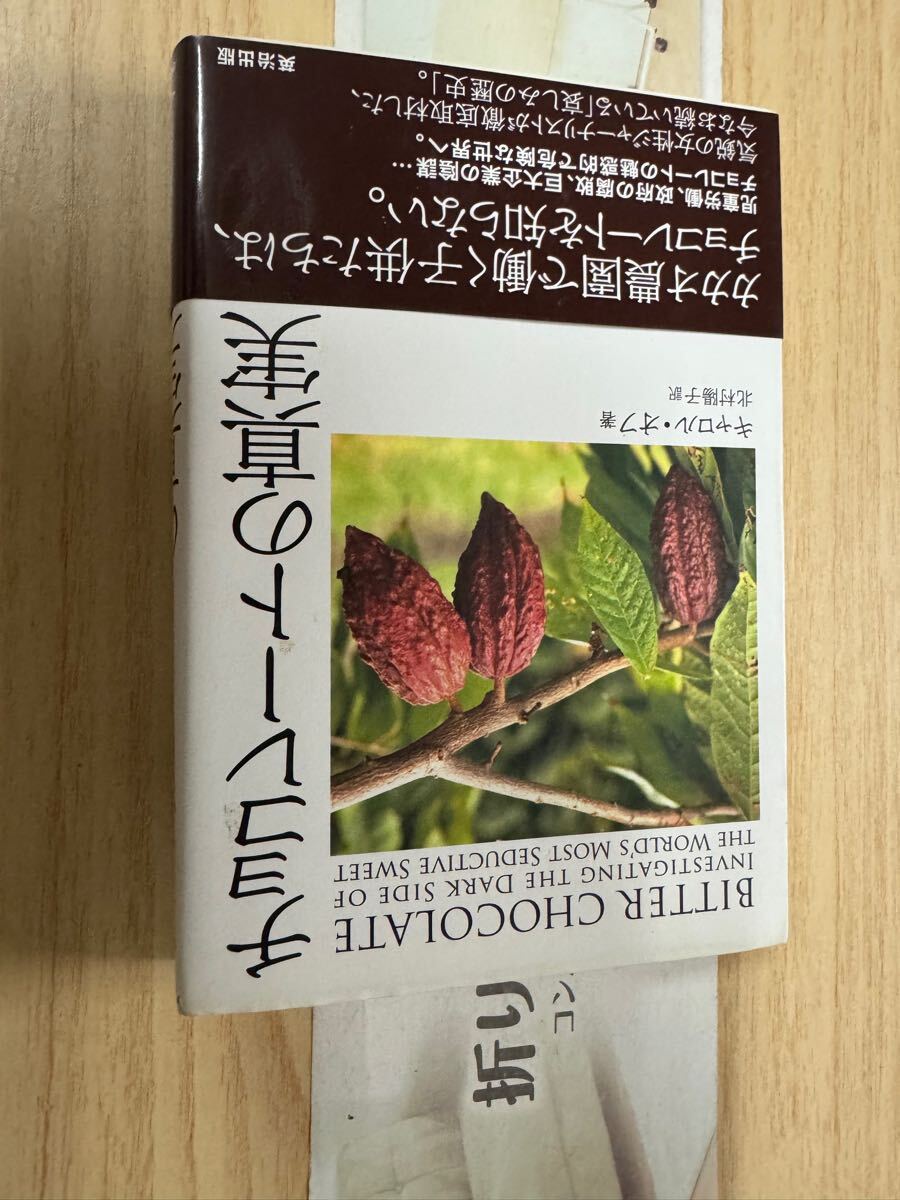 BITTER CHOCOLATE
INVESTIGATING THE DARK SIDE OF
THE WORLD'S MOST SEDUCTIVE SWEET
チョコレートの真実
キャロル・オフ 著
北村陽子 訳
カカオ農園で働く子供たちは、
チョコレートを知らない。
児童労働、政府の腐敗、巨大企業の陰謀…
チョコレートの魅惑的で危険な世界へ。
気鋭の女性ジャーナリストが徹底取材した、
今なお続いている「哀しみの歴史」。
英治出版
折り
コン